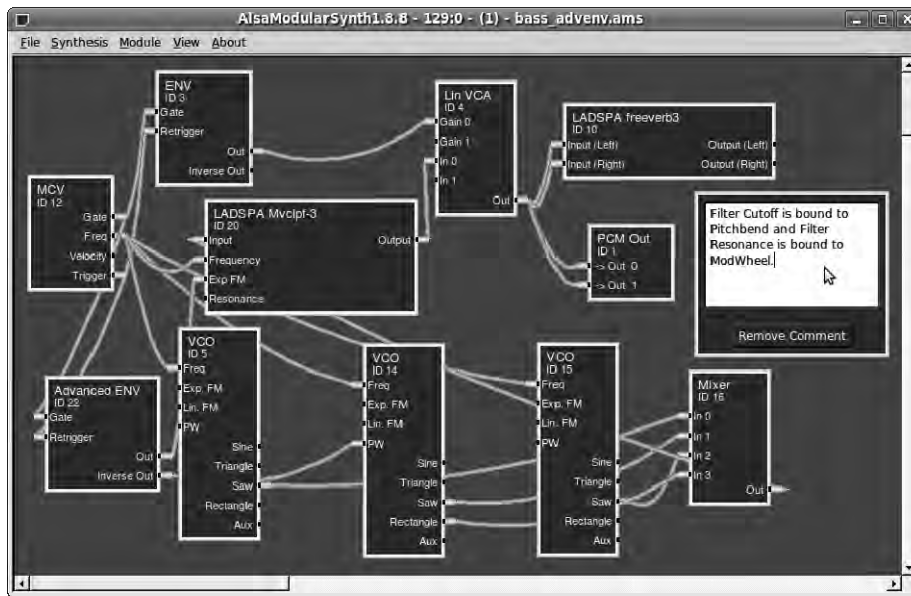 AlsaModularSynth1.8.8 - 129:0 - (1) - bass_advenv.ams
File Synthesis Module View About
ENV
ID 3
Gate
Retrigger
Out
Inverse Out
Lin VCA
ID 4
Gain 0
Gain 1
In 0
In 1
Out
LADSPA freeverb3
ID 10
Input (Left) Output (Left)
Input (Right) Output (Right)
MCV
ID 12
Gate
Freq
Velocity
Trigger
LADSPA Mvclpf-3
ID 20
Input Output
Frequency
Exp FM
Resonance
PCM Out
ID 1
-> Out 0
-> Out 1
Filter Cutoff is bound to
Pitchbend and Filter
Resonance is bound to
ModWheel.
Remove Comment
VCO
ID 5
Freq
Exp. FM
Lin. FM
PW
Sine
Triangle
Saw
Rectangle
Aux
VCO
ID 14
Freq
Exp. FM
Lin. FM
PW
Sine
Triangle
Saw
Rectangle
Aux
VCO
ID 15
Freq
Exp. FM
Lin. FM
PW
Sine
Triangle
Saw
Rectangle
Aux
Mixer
ID 16
In 0
In 1
In 2
In 3
Out
Advanced ENV
ID 22
Gate
Retrigger
Out
Inverse Out